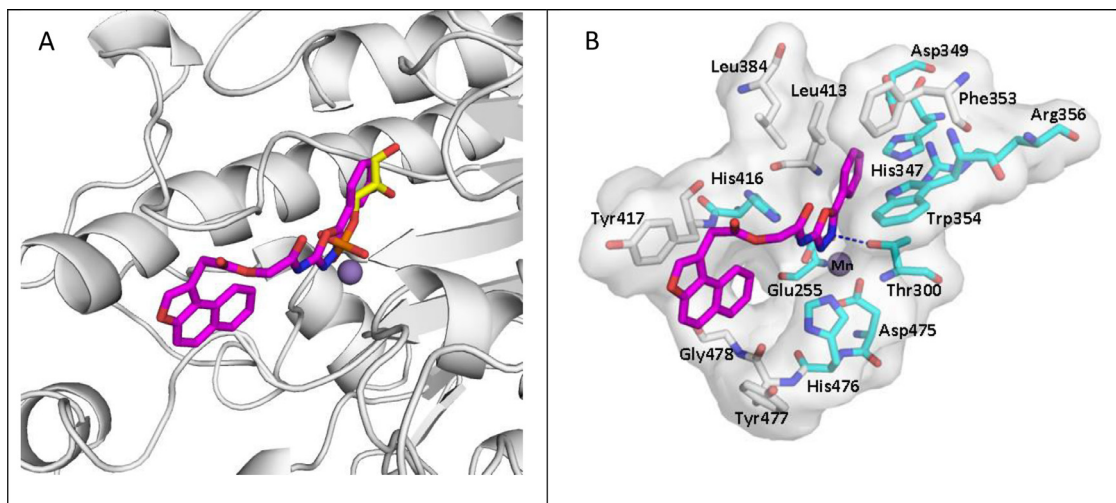 A
B
Asp349
Leu384
Leu413
Phe353
Arg356
His416
His347
Tyr417
Trp354
Mn
Glu255
Thr300
Asp475
Gly478
His476
Tyr477